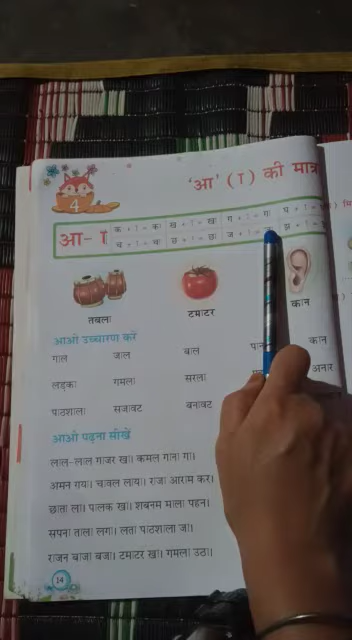 4
'आ' (ा) की मात्रा
आ- ा
क + ा = का ख + ा = खा ग + ा = गा घ + ा =
च + ा = चा छ + ा = छा ज + ा = झ + ा =
तबला टमाटर कान
आओ उच्चारण करें
गाल जाल बाल कान
लड़का गमला सरला अनार
पाठशाला सजावट बनावट
आओ पढ़ना सीखें
लाल-लाल गाजर खा। कमल गाना गा।
अमन गया। चावल लाया। राजा आराम कर।
छाता ला। पालक खा। शबनम माला पहन।
सपना ताला लगा। लता पाठशाला जा।
राजन बाजा बजा। टमाटर खा। गमला उठा।
14